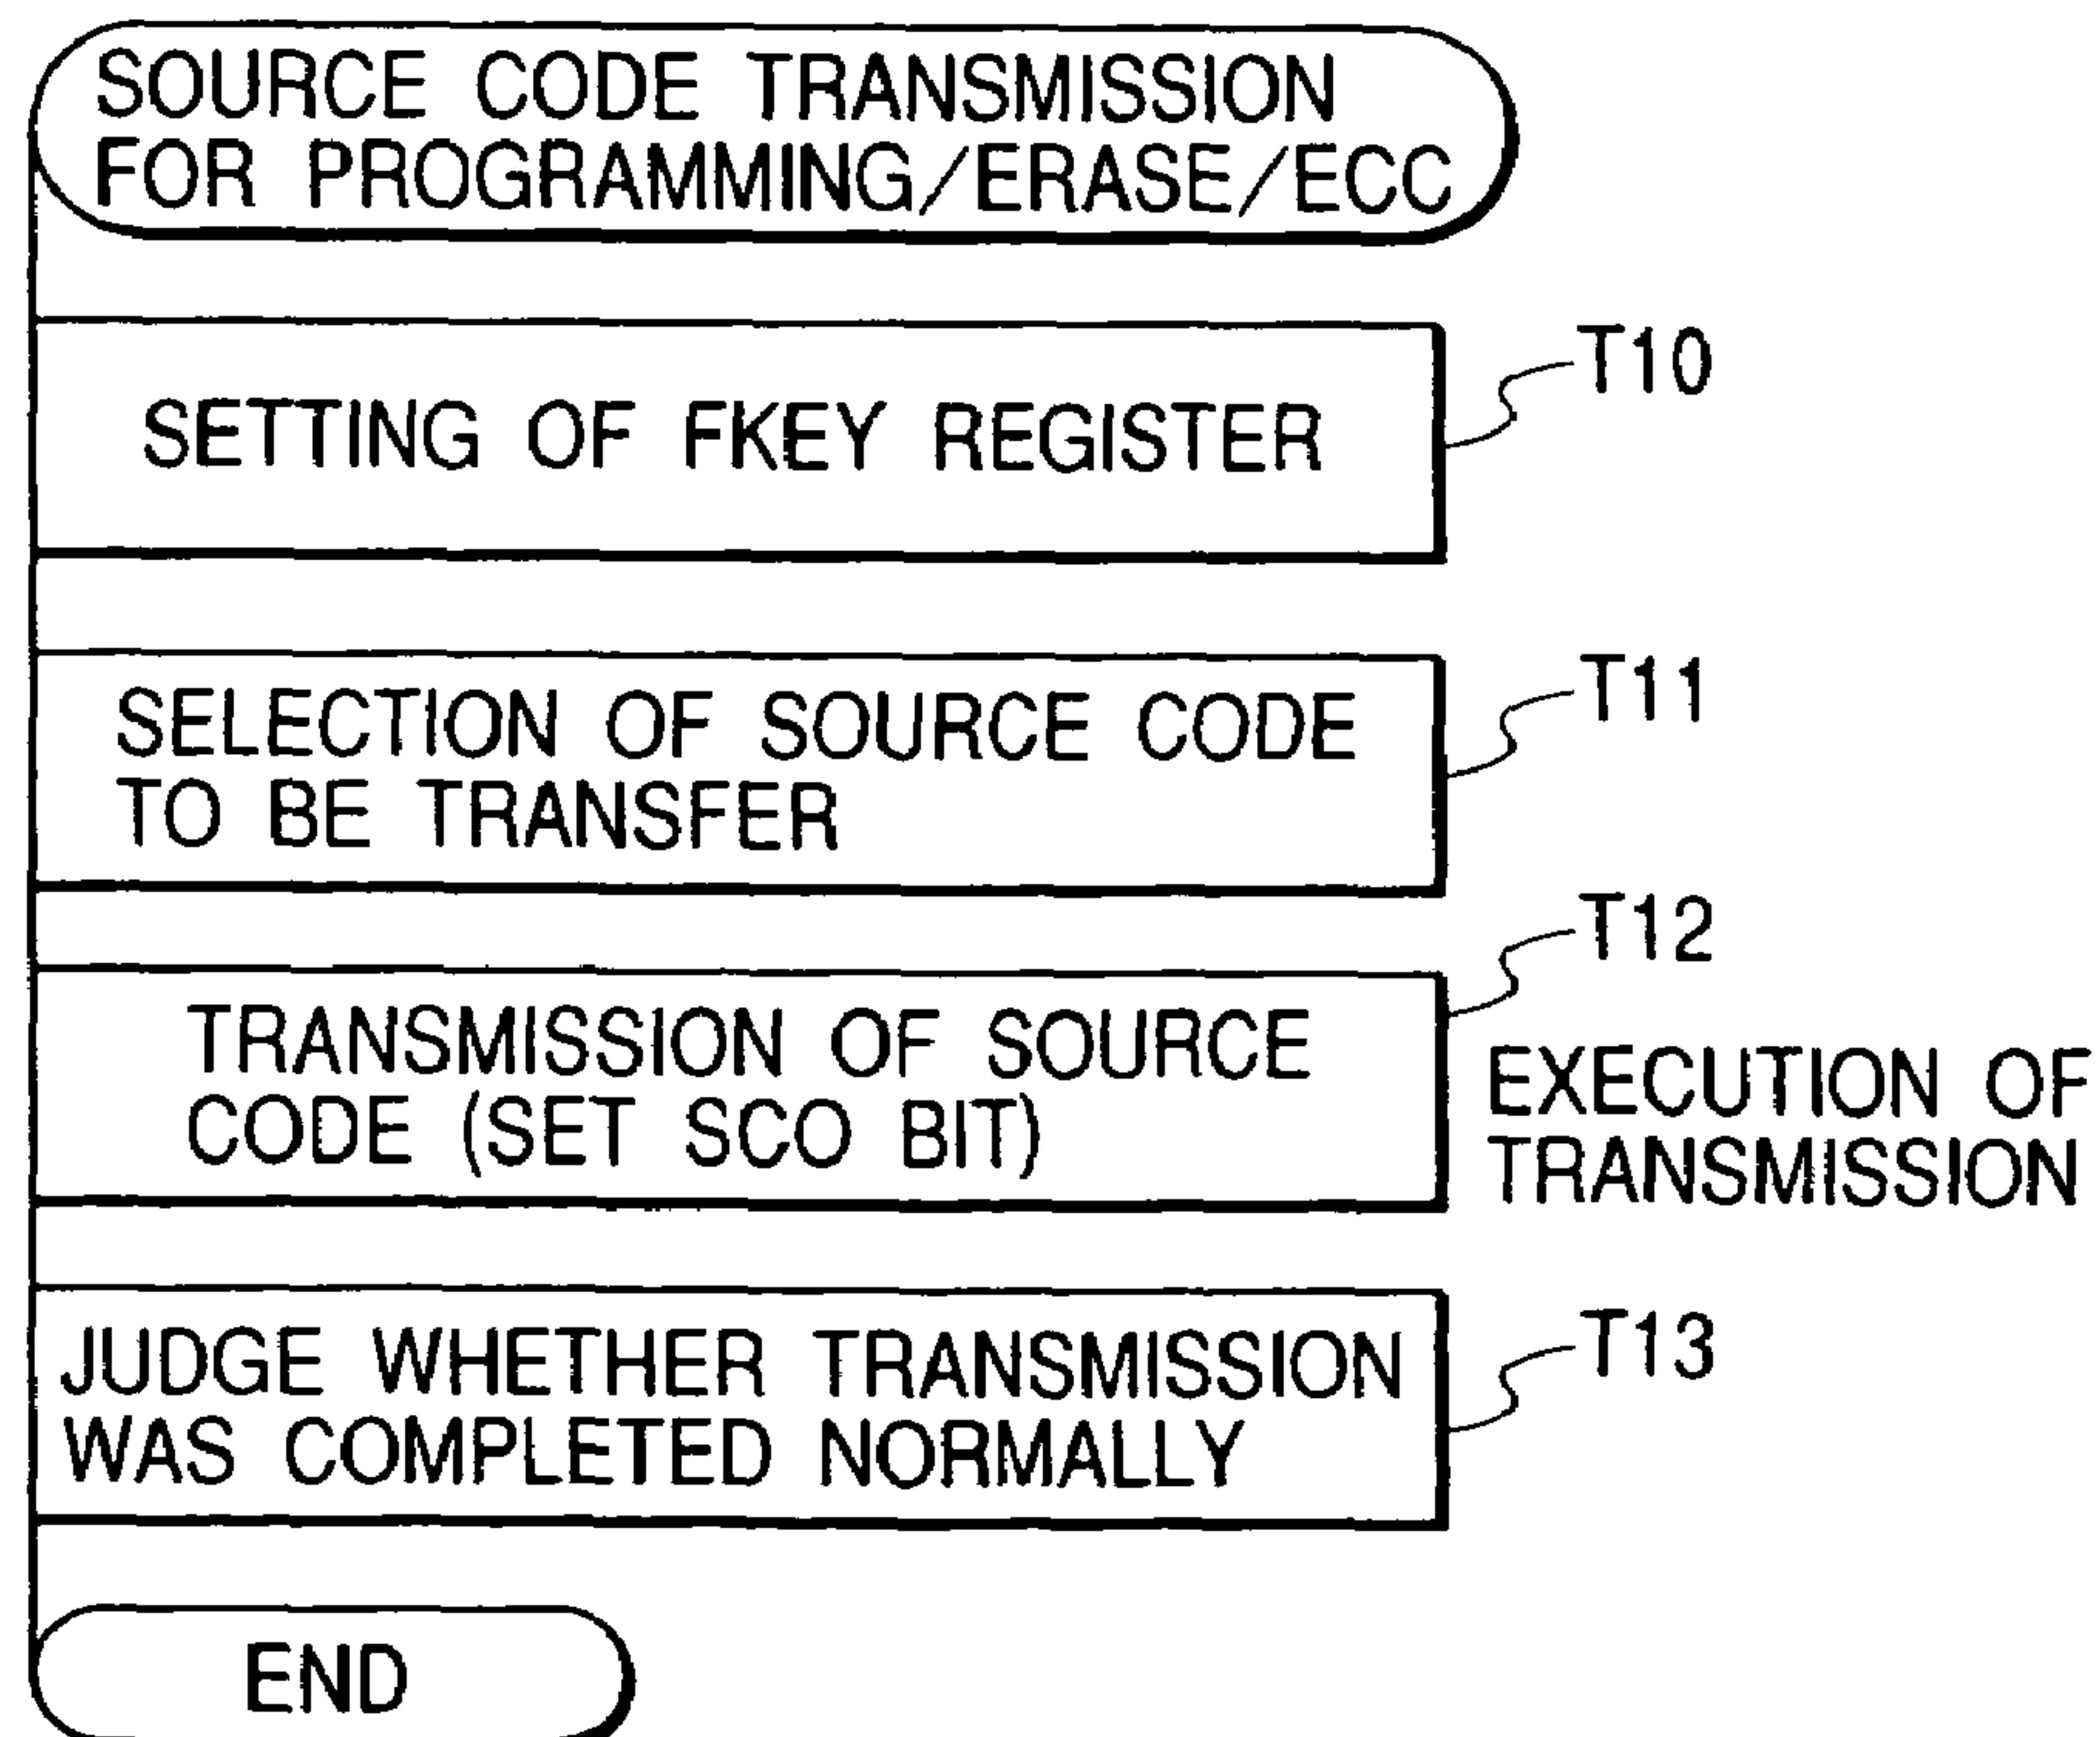 SOURCE CODE TRANSMISSION
FOR PROGRAMMING/ERASE/ECC
SETTING OF FKEY REGISTER
T10
SELECTION OF SOURCE CODE
TO BE TRANSFER
T11
TRANSMISSION OF SOURCE
CODE (SET SCO BIT)
T12
EXECUTION OF
TRANSMISSION
JUDGE WHETHER TRANSMISSION
WAS COMPLETED NORMALLY
T13
END